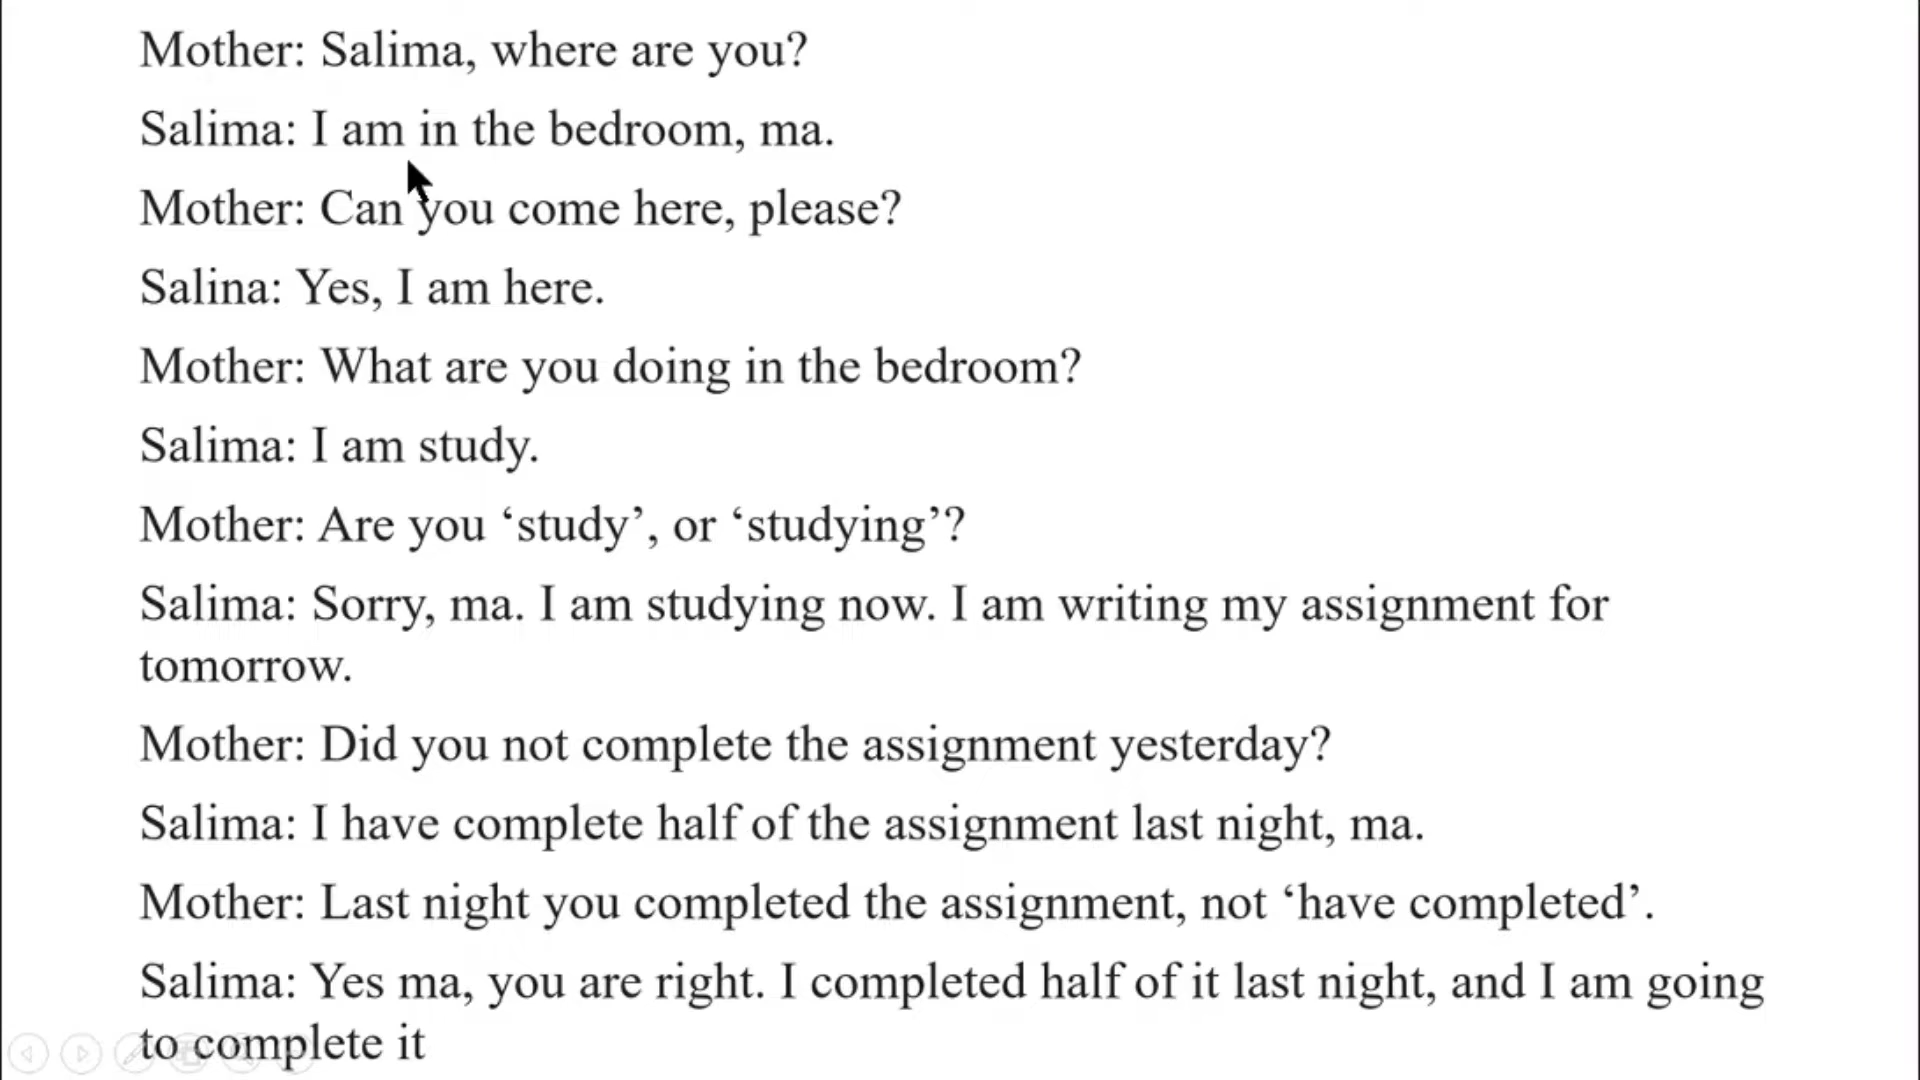 Mother: Salima, where are you?
Salima: I am in the bedroom, ma.
Mother: Can you come here, please?
Salina: Yes, I am here.
Mother: What are you doing in the bedroom?
Salima: I am study.
Mother: Are you ‘study’, or ‘studying’?
Salima: Sorry, ma. I am studying now. I am writing my assignment for
tomorrow.
Mother: Did you not complete the assignment yesterday?
Salima: I have complete half of the assignment last night, ma.
Mother: Last night you completed the assignment, not ‘have completed’.
Salima: Yes ma, you are right. I completed half of it last night, and I am going
to complete it